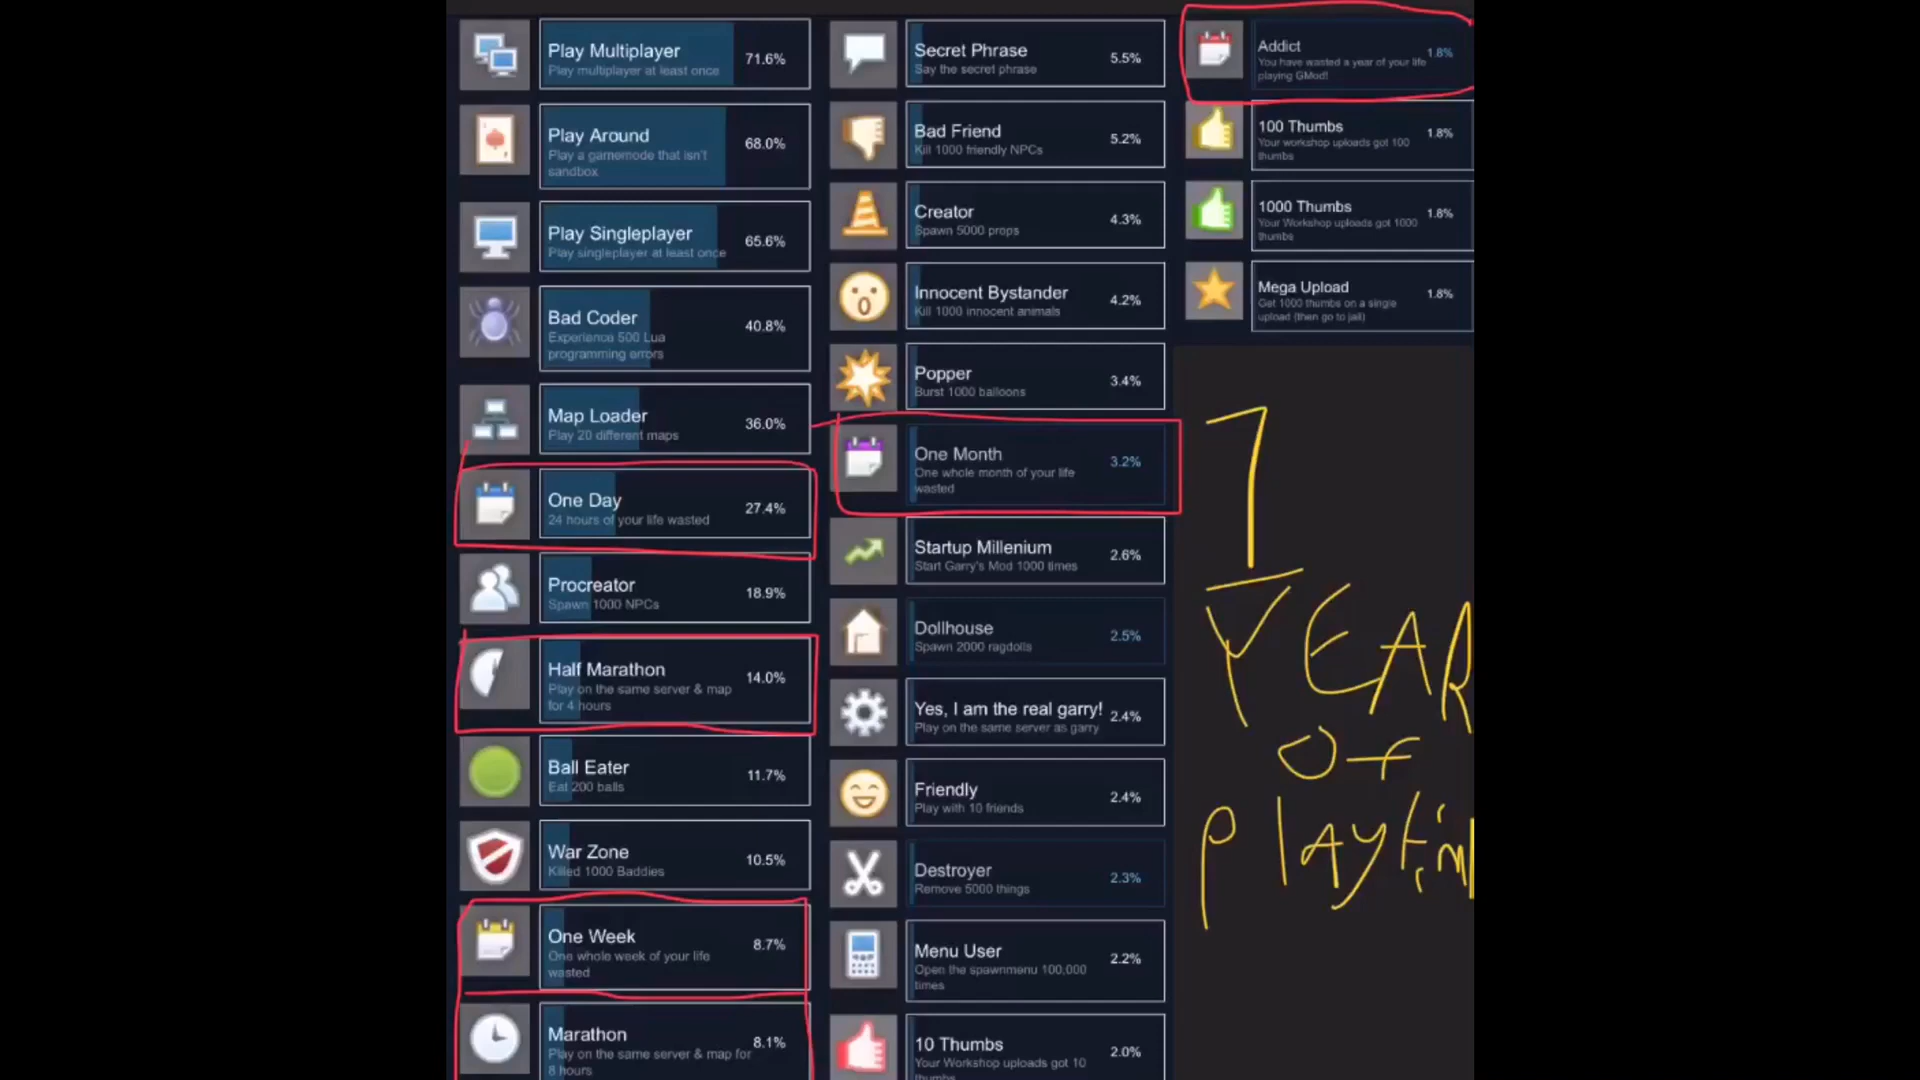 Play Multiplayer
Play multiplayer at least once
71.6%
Play Around
Play a gamemode that isn't
sandbox
68.0%
Play Singleplayer
Play singleplayer at least once
65.6%
Bad Coder
Experience 500 Lua
programming errors
40.8%
Map Loader
Play 20 different maps
36.0%
One Day
24 hours of your life wasted
27.4%
Procreator
Spawn 1000 NPCs
18.9%
Half Marathon
Play on the same server & map
for 4 hours
14.0%
Ball Eater
Eat 200 balls
11.7%
War Zone
Killed 1000 Baddies
10.5%
One Week
One whole week of your life
wasted
8.7%
Marathon
Play on the same server & map for
8 hours
8.1%
Secret Phrase
Say the secret phrase
5.5%
Bad Friend
Kill 1000 friendly NPCs
5.2%
Creator
Spawn 5000 props
4.3%
Innocent Bystander
Kill 1000 innocent animals
4.2%
Popper
Burst 1000 balloons
3.4%
One Month
One whole month of your life
wasted
3.2%
Startup Millenium
Start Garry's Mod 1000 times
2.6%
Dollhouse
Spawn 2000 ragdolls
2.5%
Yes, I am the real garry!
Play on the same server as garry
2.4%
Friendly
Play with 10 friends
2.4%
Destroyer
Remove 5000 things
2.3%
Menu User
Open the spawnmenu 100,000
times
2.2%
10 Thumbs
Your Workshop uploads got 10
thumbs
2.0%
Addict
You have wasted a year of your life
playing GMod!
1.8%
100 Thumbs
Your workshop uploads got 100
thumbs
1.8%
1000 Thumbs
Your Workshop uploads got 1000
thumbs
1.8%
Mega Upload
Get 1000 thumbs on a single
upload (then go to jail)
1.8%
1
YEAR
OF
Playtim